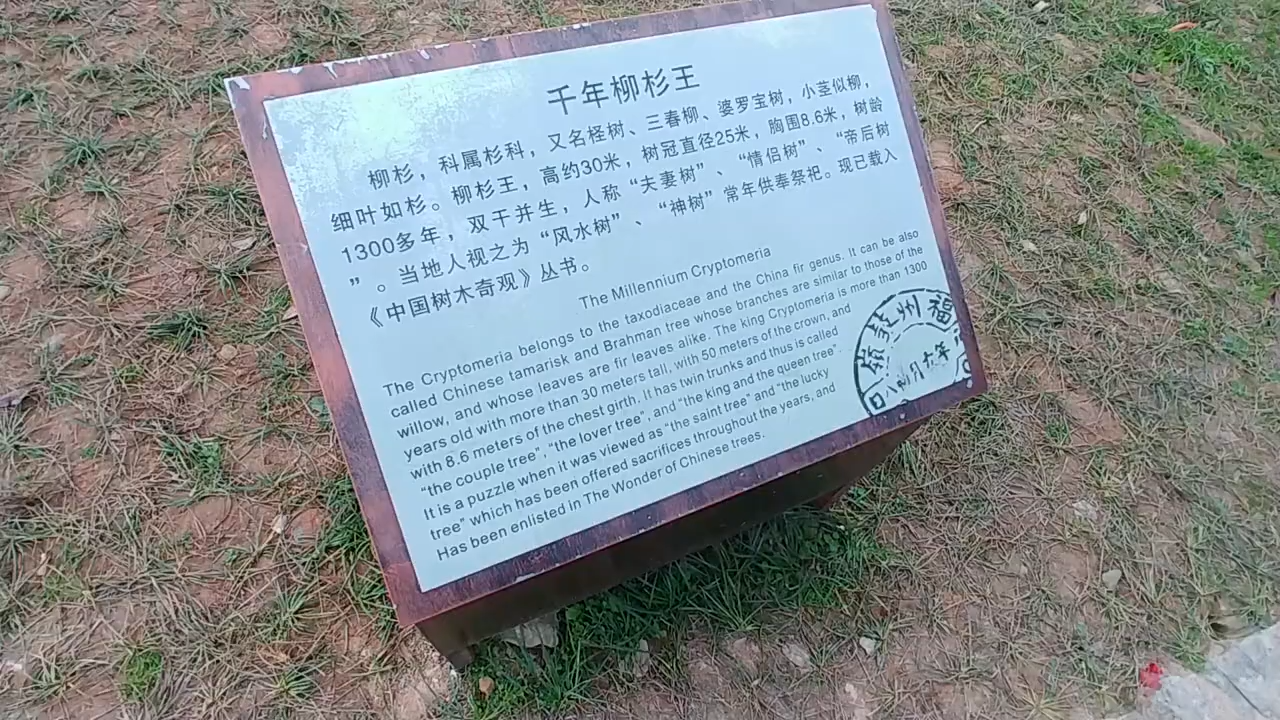 千年柳杉王
柳杉，科属杉科，又名柽树、三春柳、婆罗宝树，小茎似柳，
细叶如杉。柳杉王，高约30米，树冠直径25米，胸围8.6米，树龄
1300多年，双干并生，人称“夫妻树”、“情侣树”、“帝后树
”。当地人视之为“风水树”、“神树”常年供奉祭祀。现已载入
《中国树木奇观》丛书。
The Millennium Cryptomeria
The Cryptomeria belongs to the taxodiaceae and the China fir genus. It can be also
called Chinese tamarisk and Brahman tree whose branches are similar to those of the
willow, and whose leaves are fir leaves alike. The king Cryptomeria is more than 1300
years old with more than 30 meters tall, with 50 meters of the crown, and
with 8.6 meters of the chest girth. It has twin trunks and thus is called
“the couple tree”, “the lover tree”, and “the king and the queen tree”.
It is a puzzle when it was viewed as “the saint tree” and “the lucky
tree” which has been offered sacrifices throughout the years, and
Has been enlisted in The Wonder of Chinese trees.
州福